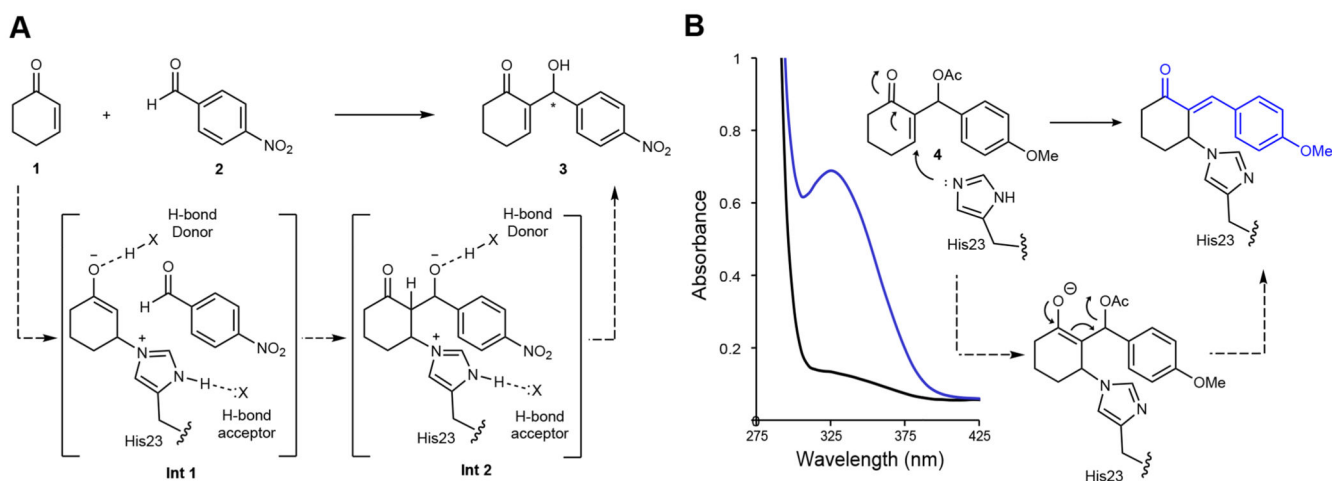 A
O
1
+
O
H
NO₂
2
O
OH
*
NO₂
3
H-bond
Donor
X
H
O
−
O
H
NO₂
+
N
N
H
:X
His23
H-bond
acceptor
Int 1
H-bond
Donor
X
H
O
H
O
−
NO₂
+
N
N
H
:X
His23
H-bond
acceptor
Int 2
B
Absorbance
1
0.8
0.6
0.4
0.2
275
325
375
425
Wavelength (nm)
O
OAc
4
OMe
:N
NH
His23
O
OMe
N
N
His23
O
⊖
OAc
OMe
N
N
His23